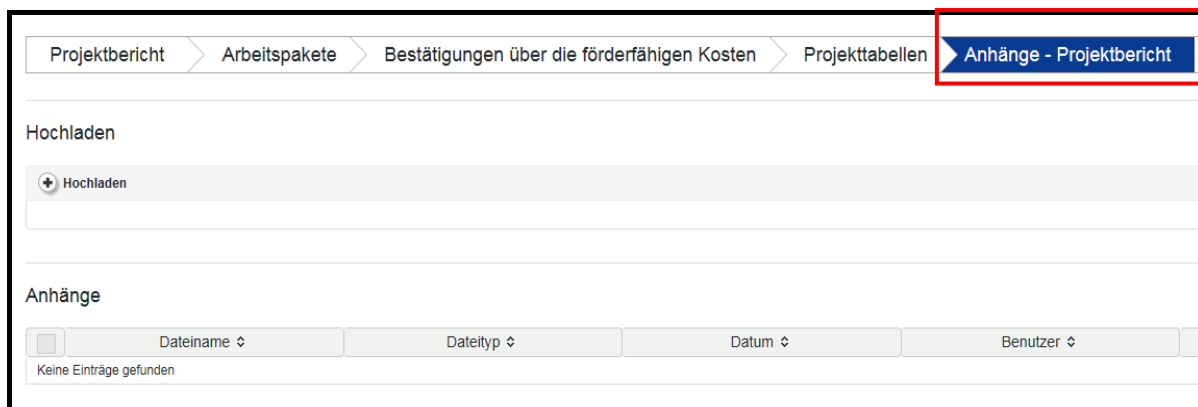 Projektbericht Arbeitspakete Bestätigungen über die förderfähigen Kosten Projekttabellen Anhänge - Projektbericht
Hochladen
Hochladen
Anhänge
Dateiname Dateityp Datum Benutzer
Keine Einträge gefunden